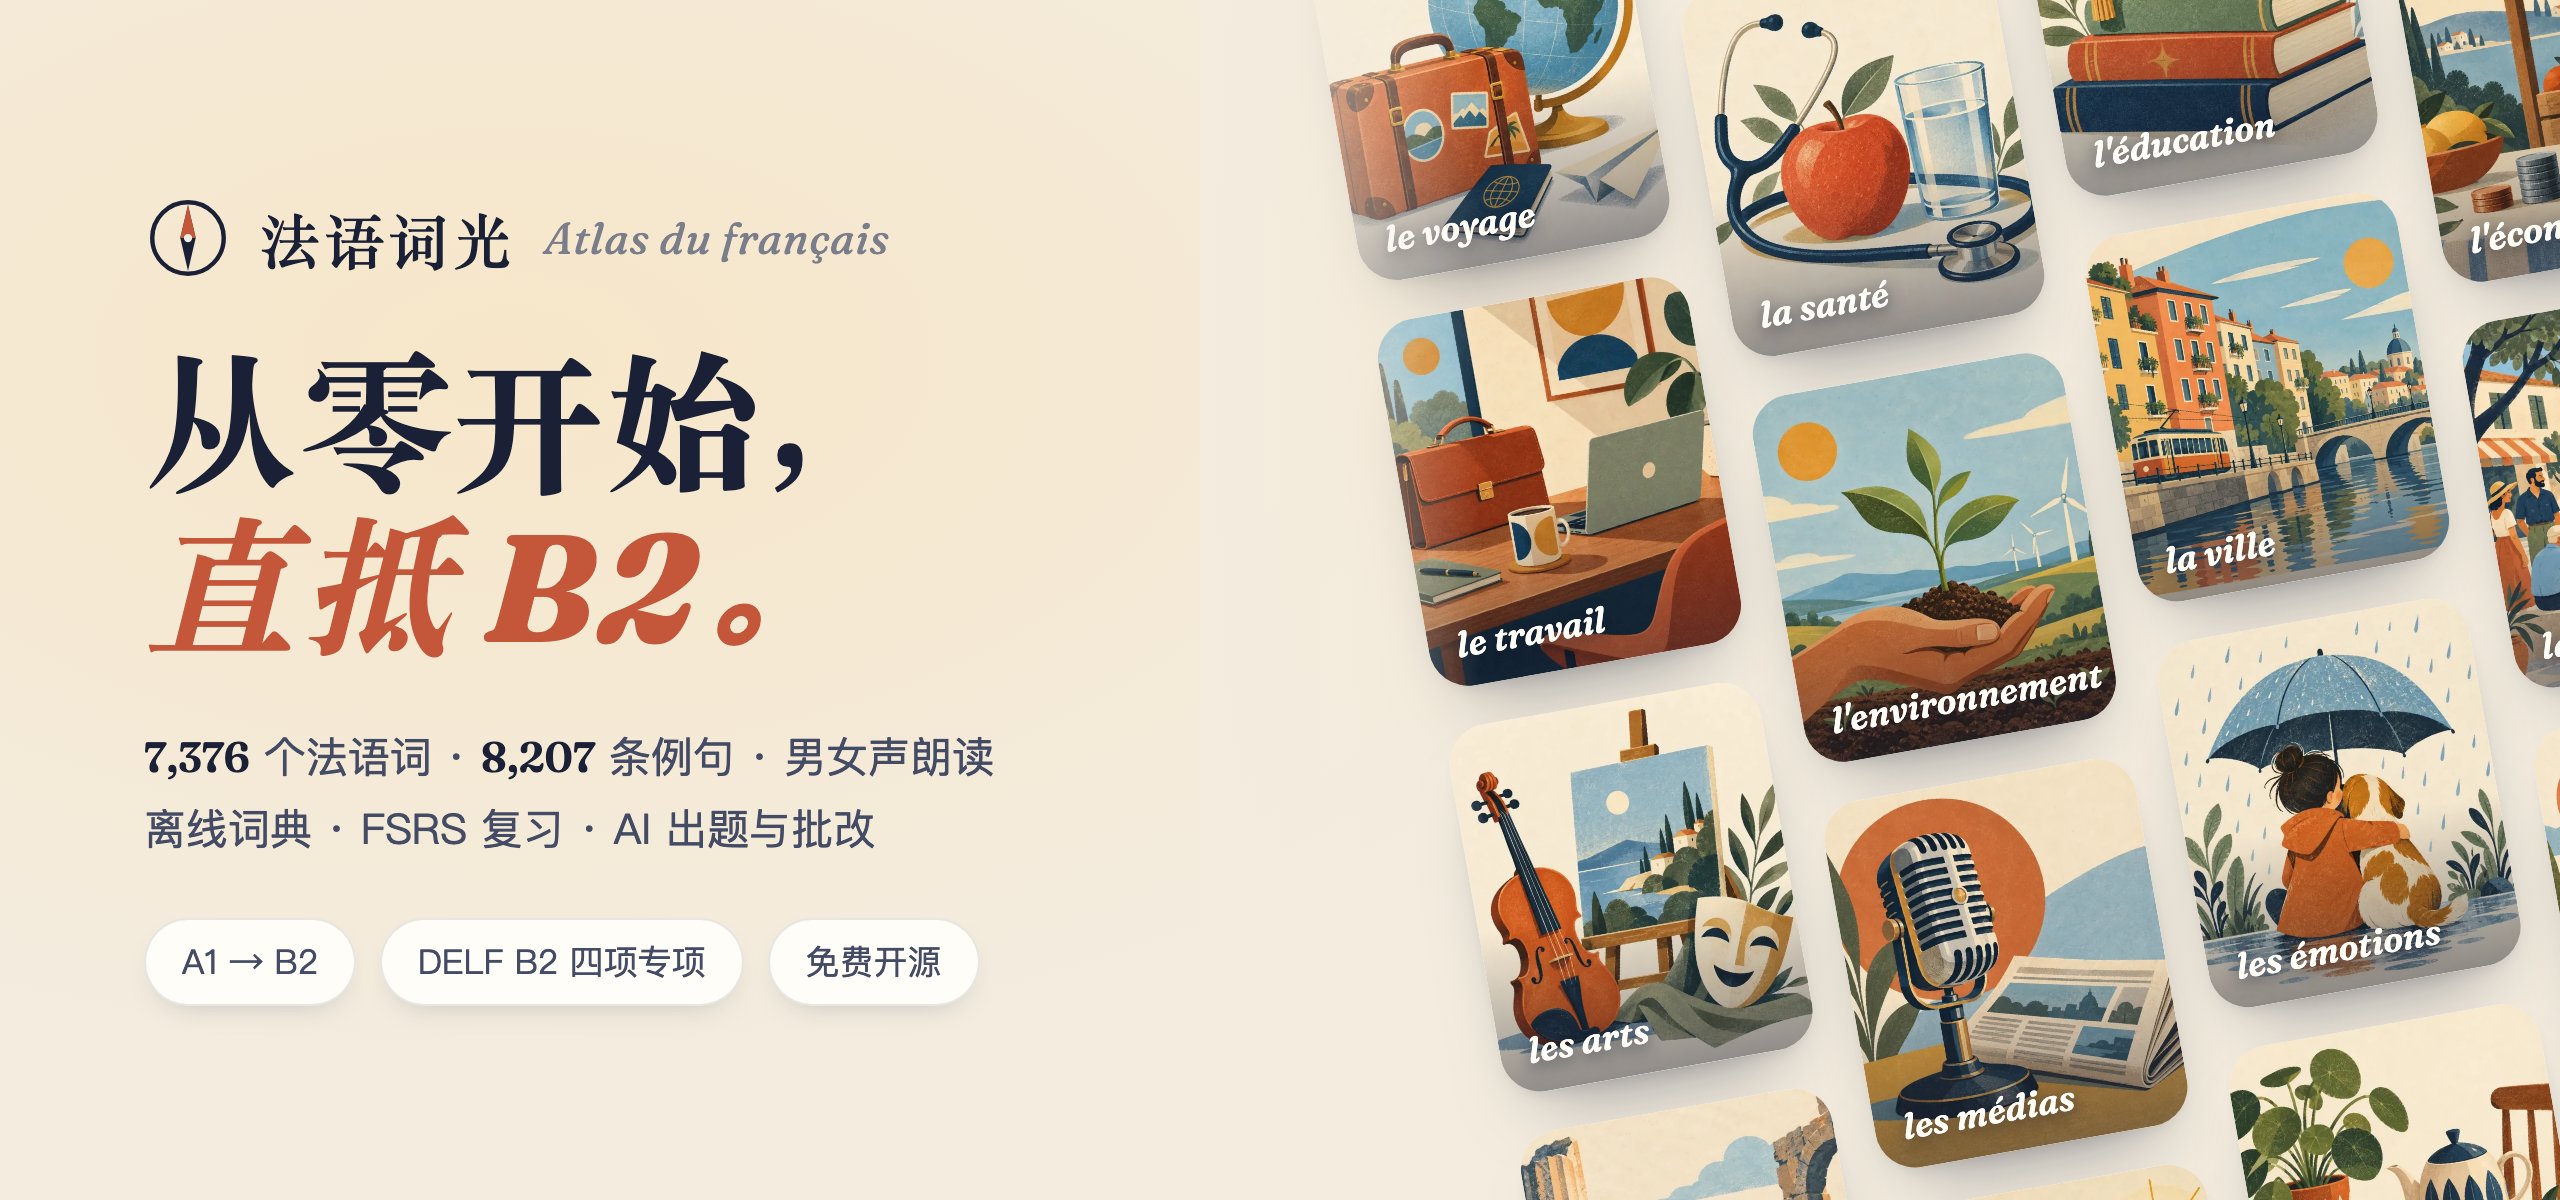 法语词光 Atlas du français
从零开始，
直抵 B2。
7,376 个法语词 · 8,207 条例句 · 男女声朗读
离线词典 · FSRS 复习 · AI 出题与批改
A1 → B2
DELF B2 四项专项
免费开源
le voyage
la santé
l'éducation
l'écon
le travail
l'environnement
la ville
les arts
les médias
les émotions